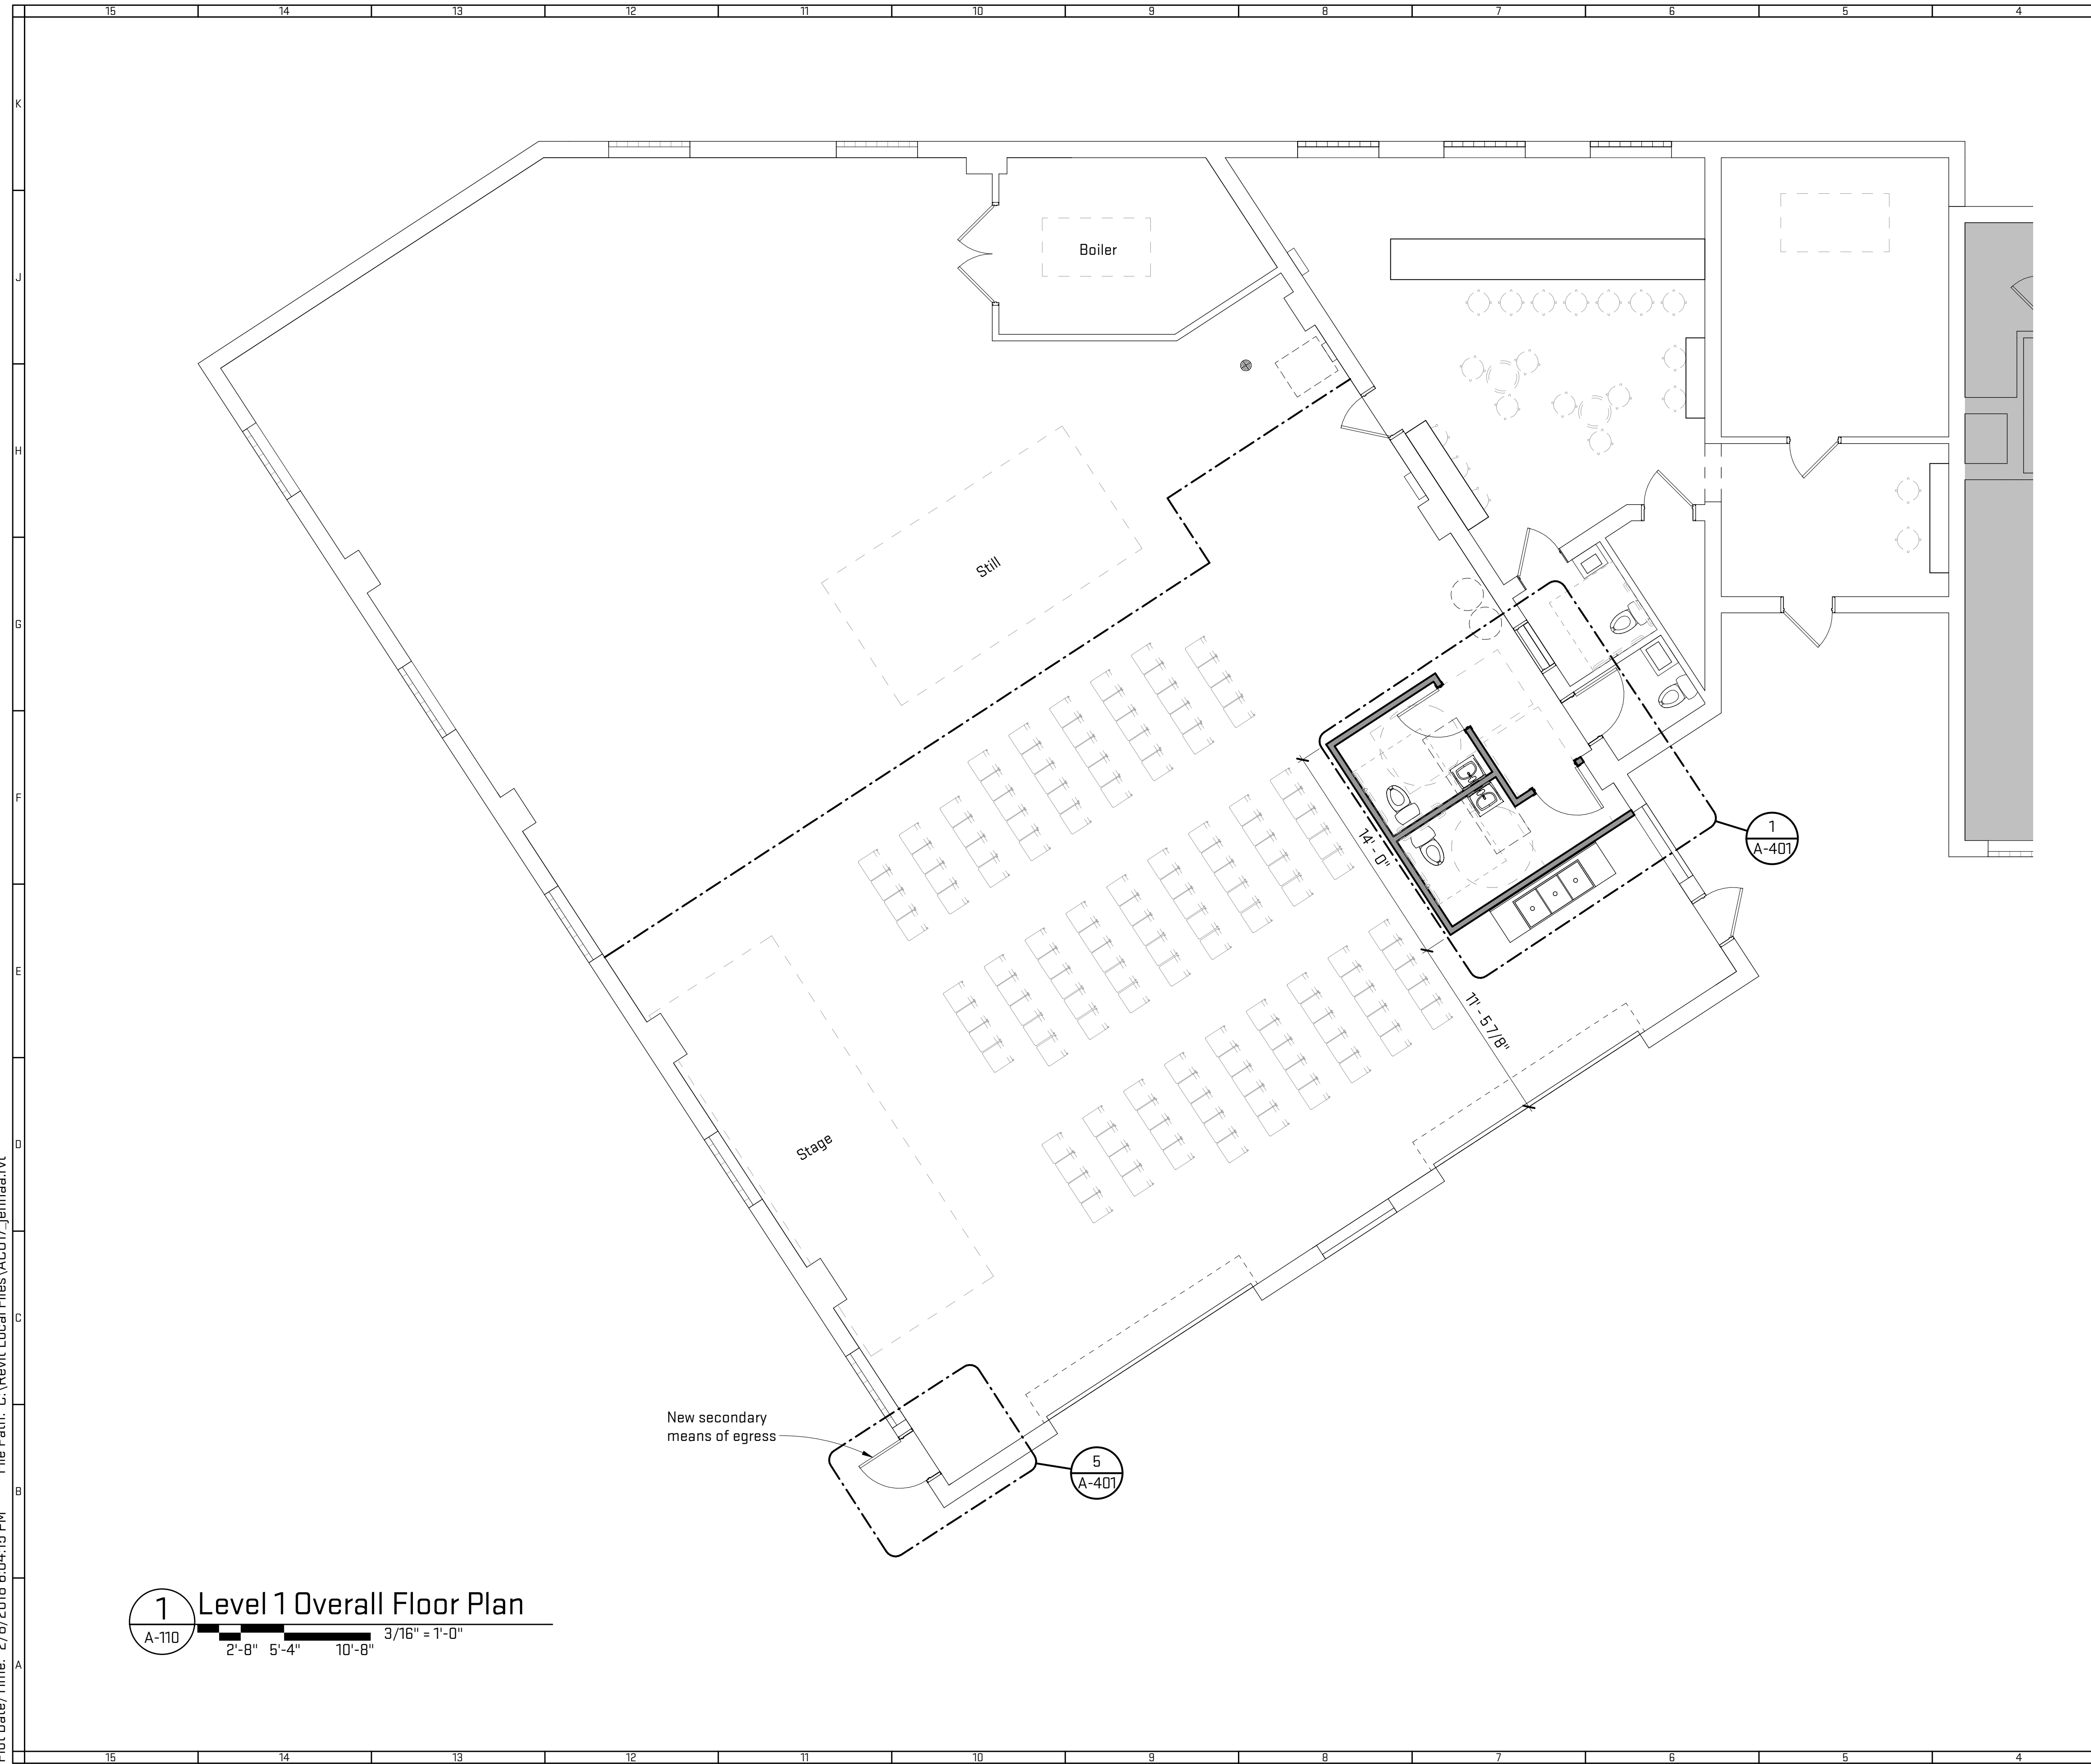 15 14 13 12 11 10 9 8 7 6 5 4
K
J
H
G
F
E
D
C
B
A
Boiler
Still
Stage
14' - 0"
11' - 5 7/8"
1
A-401
New secondary
means of egress
5
A-401
1
A-110
Level 1 Overall Floor Plan
3/16" = 1'-0"
2'-8" 5'-4" 10'-8"
15 14 13 12 11 10 9 8 7 6 5 4